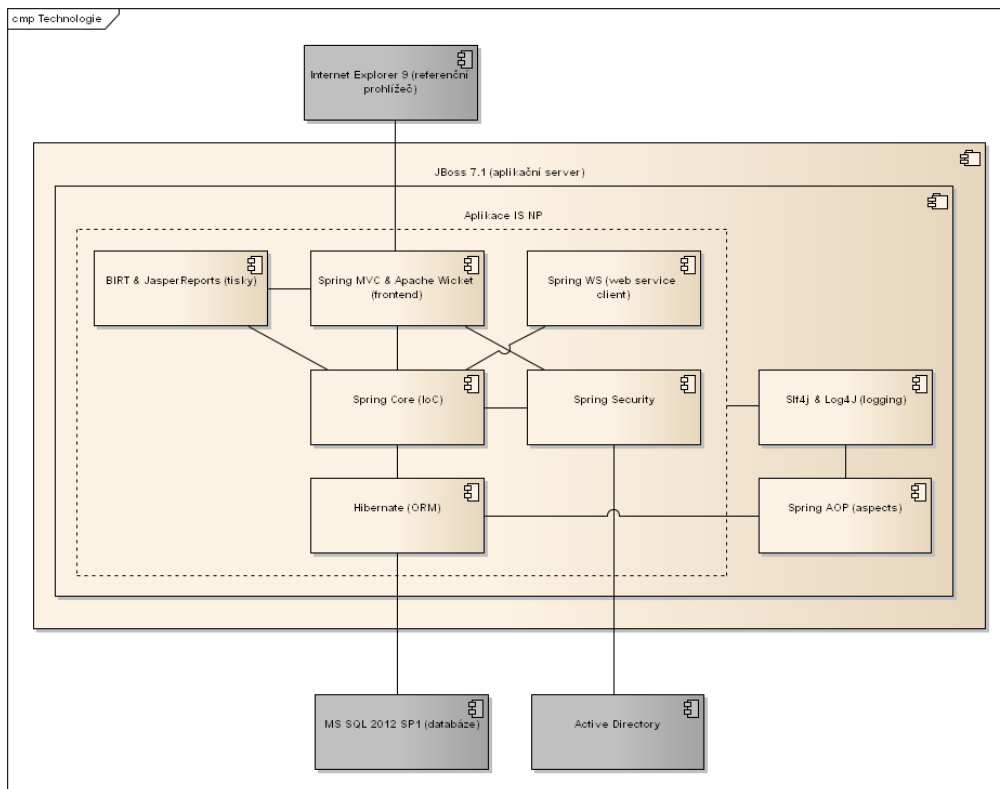 cmp Technologie
Internet Explorer 9 (referenční
prohlížeč)
JBoss 7.1 (aplikační server)
Aplikace IS NP
BIRT & JasperReports (tisky)
Spring MVC & Apache Wicket
(frontend)
Spring WS (web service
client)
Spring Core (IoC)
Spring Security
Slf4j & Log4J (logging)
Hibernate (ORM)
Spring AOP (aspects)
MS SQL 2012 SP1 (databáze)
Active Directory